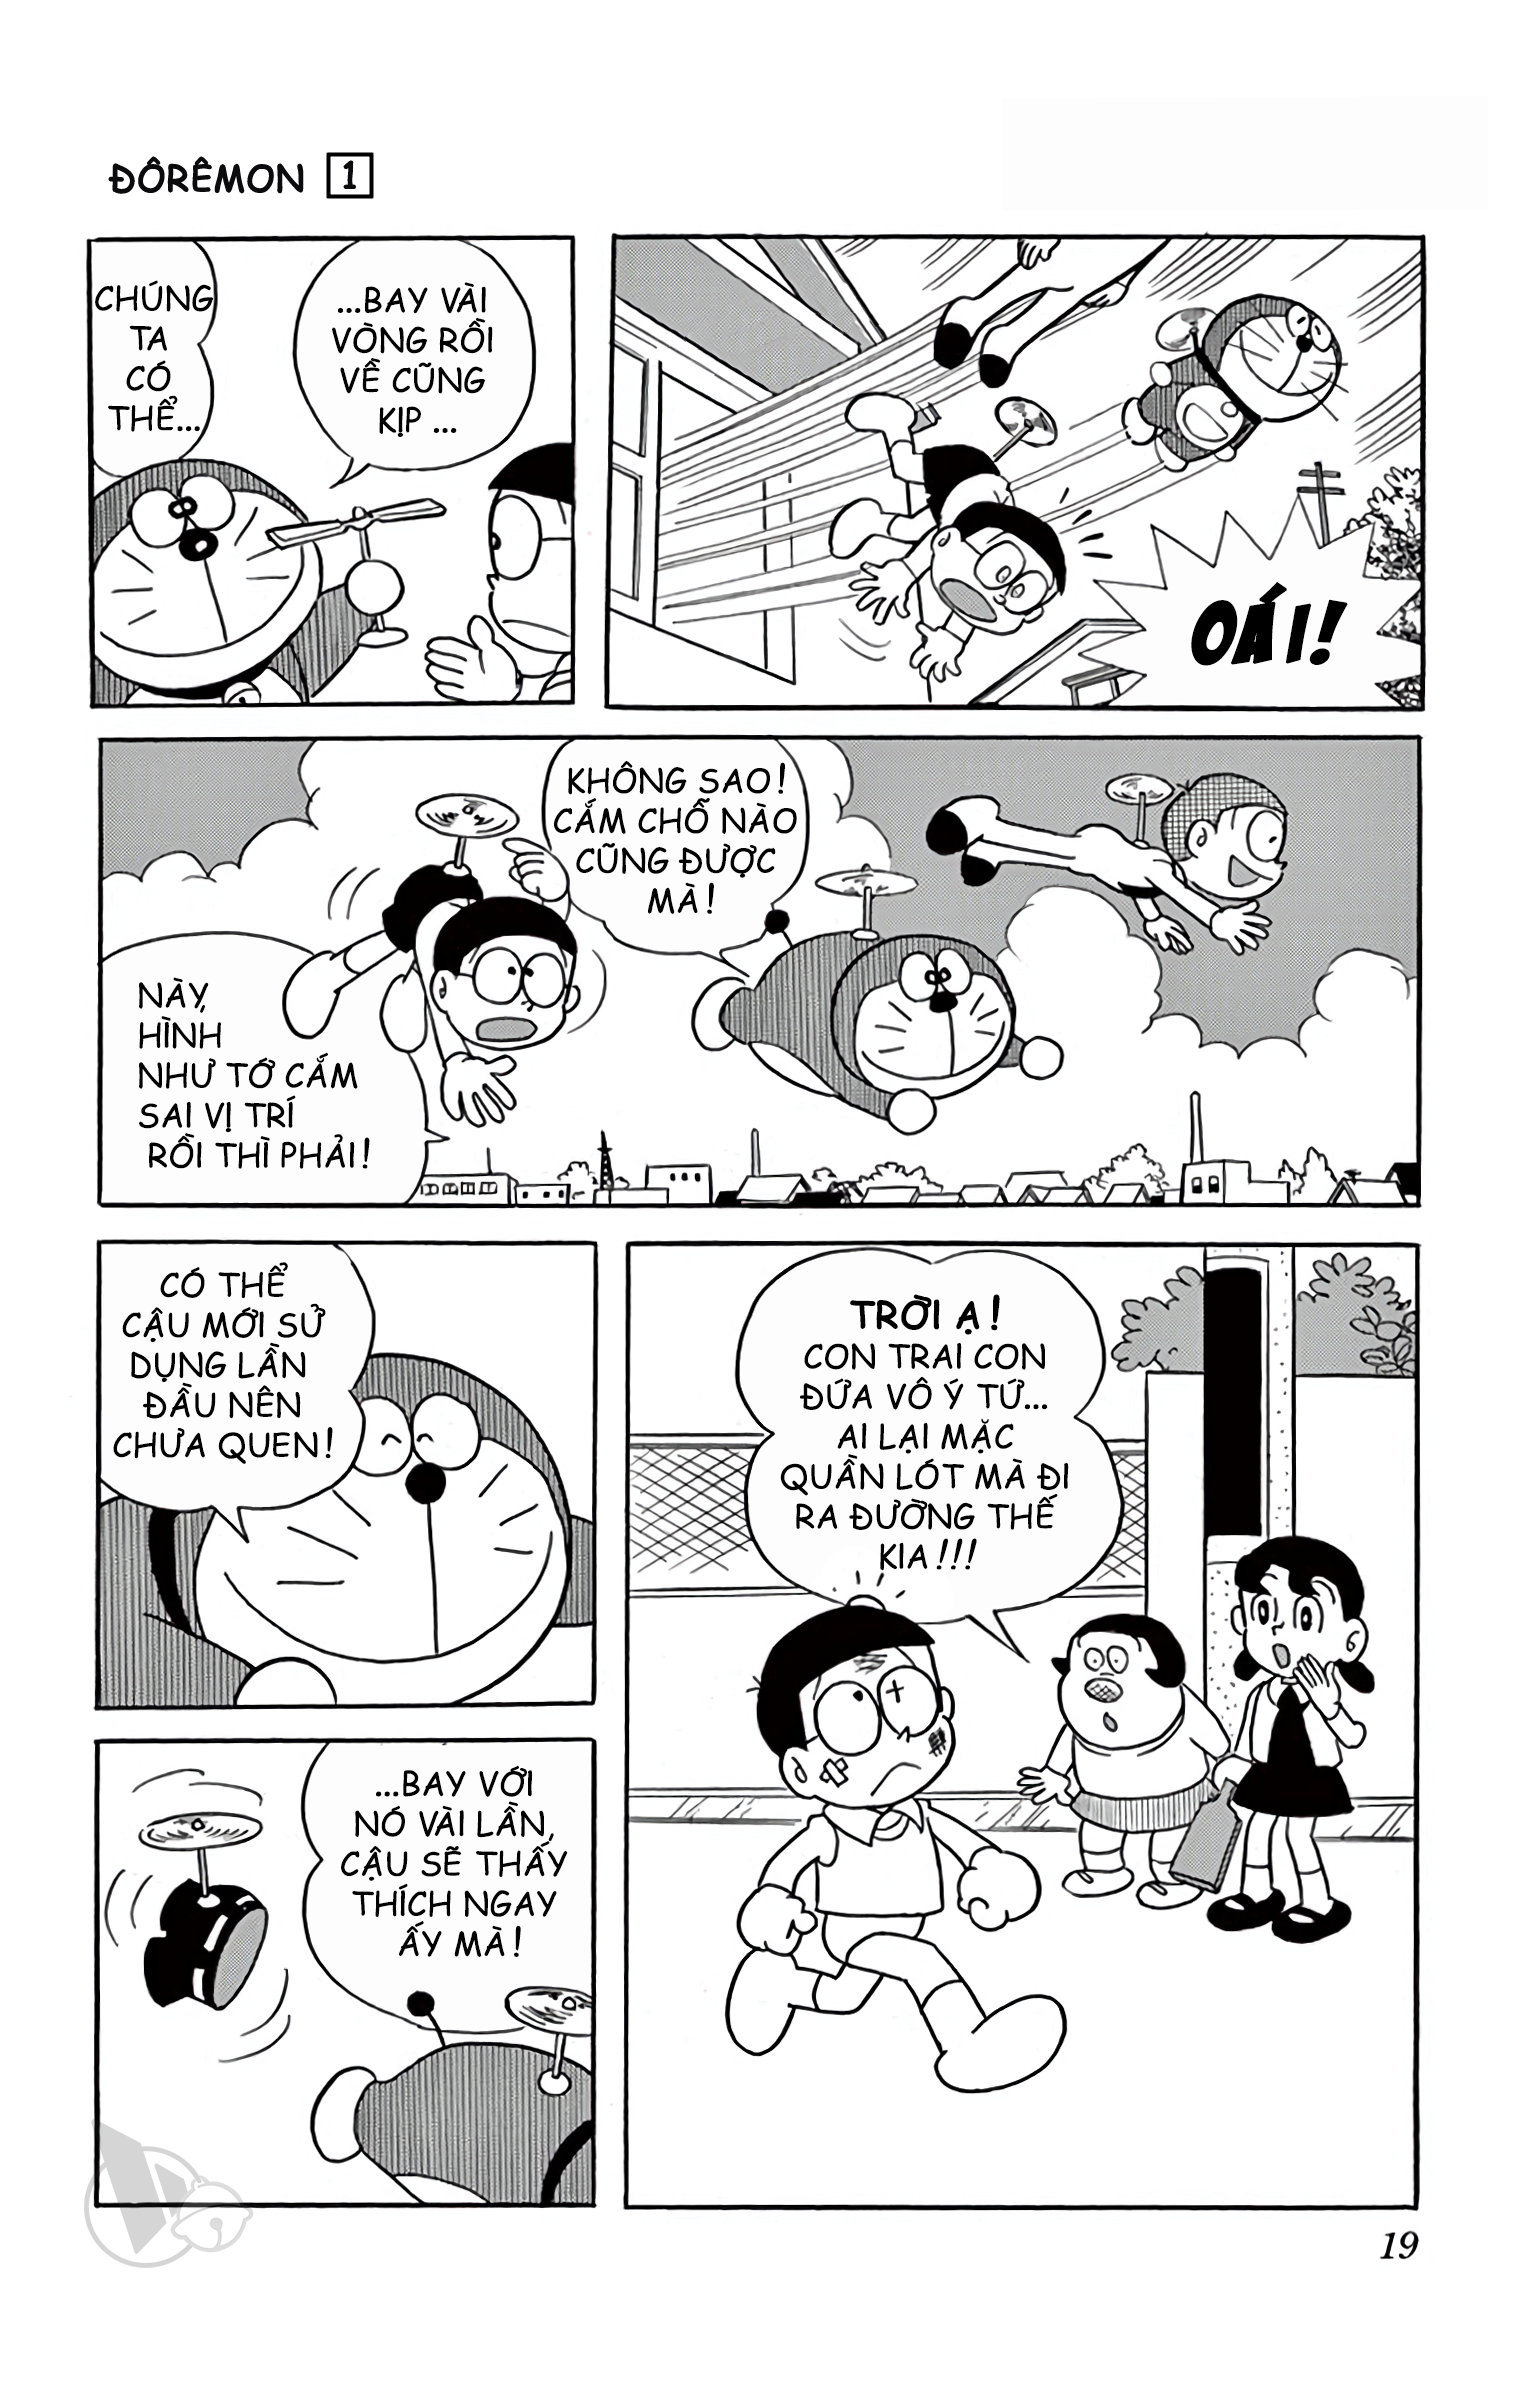 ĐÔRÊMON 1
CHÚNG
TA
CÓ
THỂ...
...BAY VÀI
VÒNG RỒI
VỀ CŨNG
KỊP ...
OÁI!
NÀY,
HÌNH
NHƯ TỚ CẮM
SAI VỊ TRÍ
RỒI THÌ PHẢI!
KHÔNG SAO!
CẮM CHỖ NÀO
CŨNG ĐƯỢC
MÀ!
CÓ THỂ
CẬU MỚI SỬ
DỤNG LẦN
ĐẦU NÊN
CHƯA QUEN!
...BAY VỚI
NÓ VÀI LẦN,
CẬU SẼ THẤY
THÍCH NGAY
ẤY MÀ!
TRỜI Ạ!
CON TRAI CON
ĐỨA VÔ Ý TỨ...
AI LẠI MẶC
QUẦN LÓT MÀ ĐI
RA ĐƯỜNG THẾ
KIA!!!
19